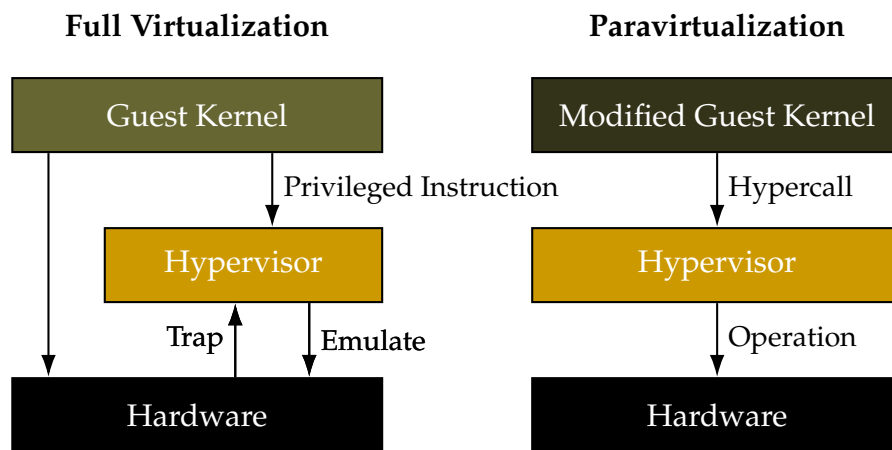 Full Virtualization
Guest Kernel
Privileged Instruction
Hypervisor
Trap
Emulate
Hardware
Paravirtualization
Modified Guest Kernel
Hypercall
Hypervisor
Operation
Hardware